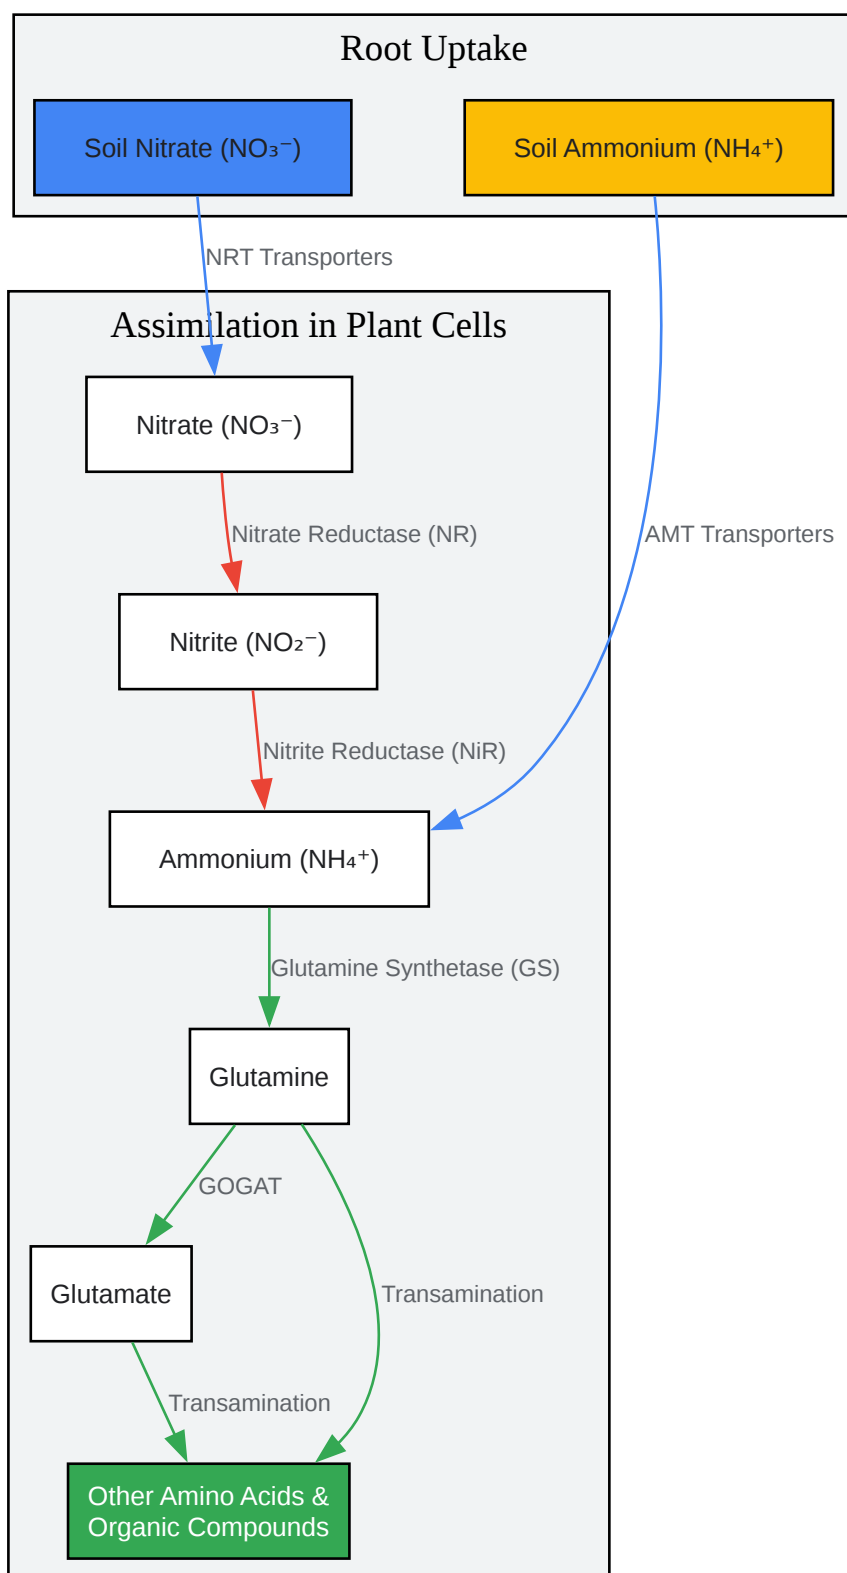 Root Uptake
Soil Nitrate (NO₃⁻)
Soil Ammonium (NH₄⁺)
NRT Transporters
Assimilation in Plant Cells
Nitrate (NO₃⁻)
Nitrate Reductase (NR)
AMT Transporters
Nitrite (NO₂⁻)
Nitrite Reductase (NiR)
Ammonium (NH₄⁺)
Glutamine Synthetase (GS)
Glutamine
GOGAT
Glutamate
Transamination
Transamination
Other Amino Acids &
Organic Compounds